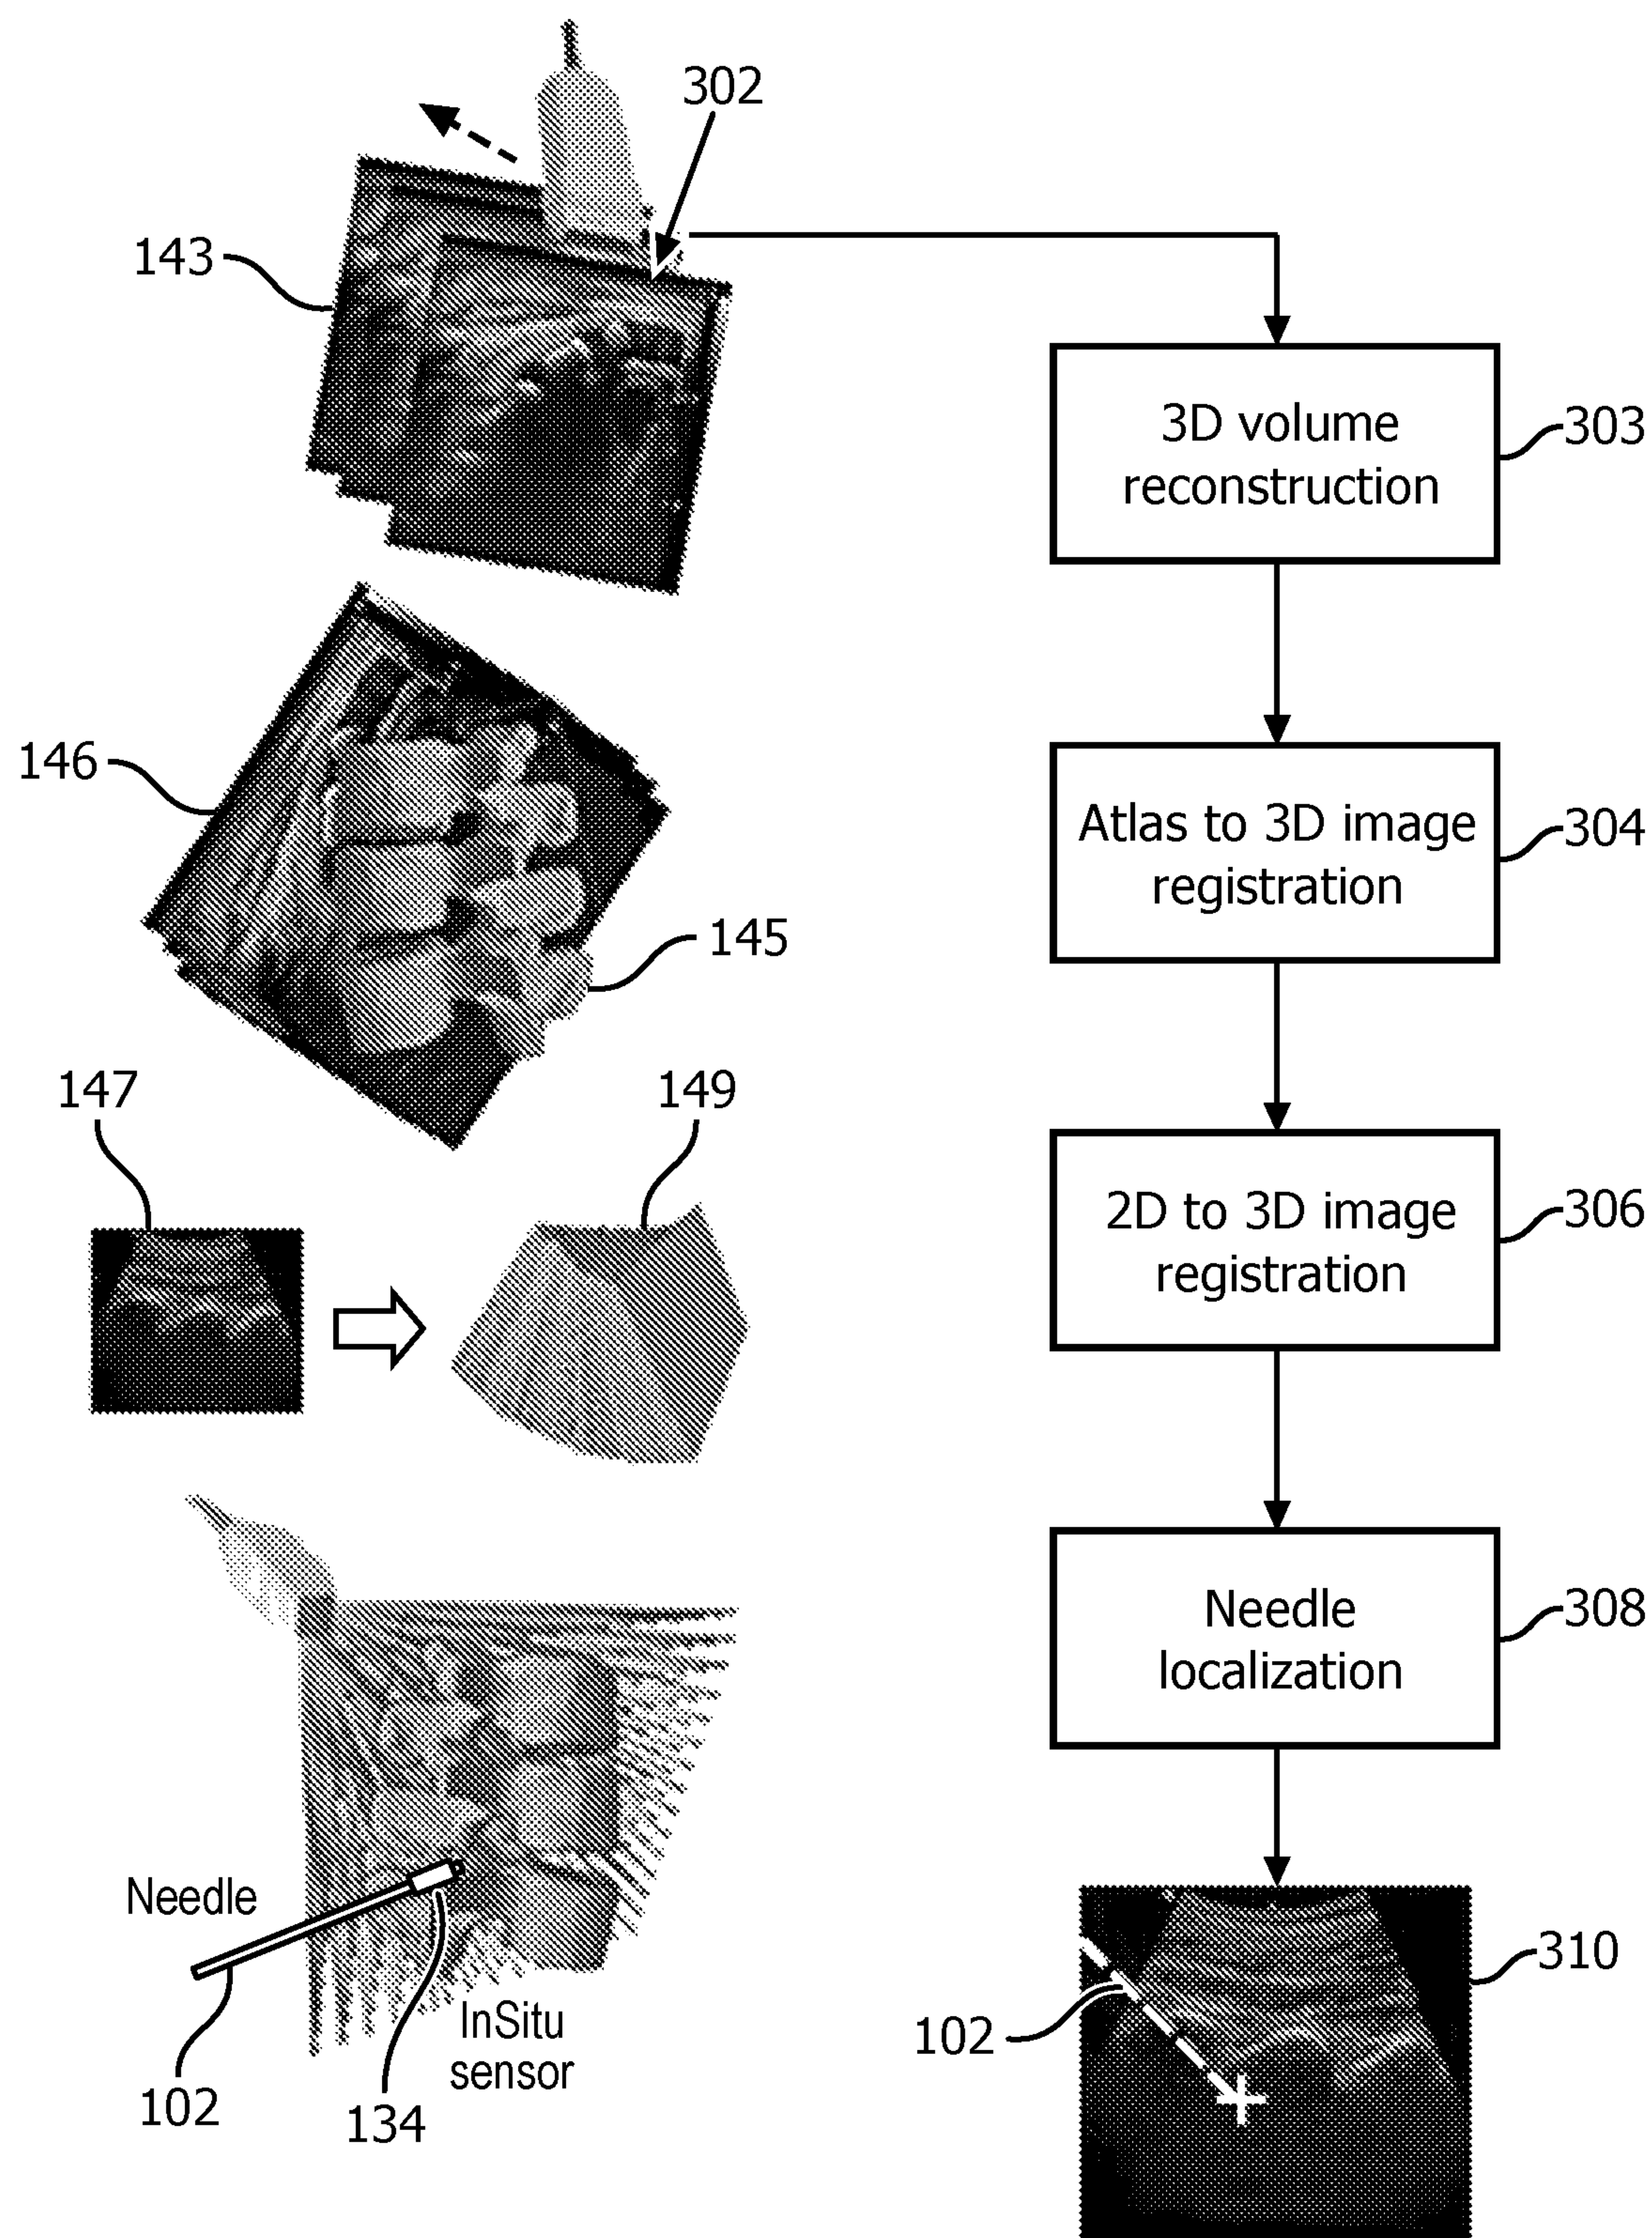 302
143
3D volume
reconstruction
303
146
Atlas to 3D image
registration
304
145
147
149
2D to 3D image
registration
306
Needle
localization
308
Needle
310
InSitu
sensor
102
102
134